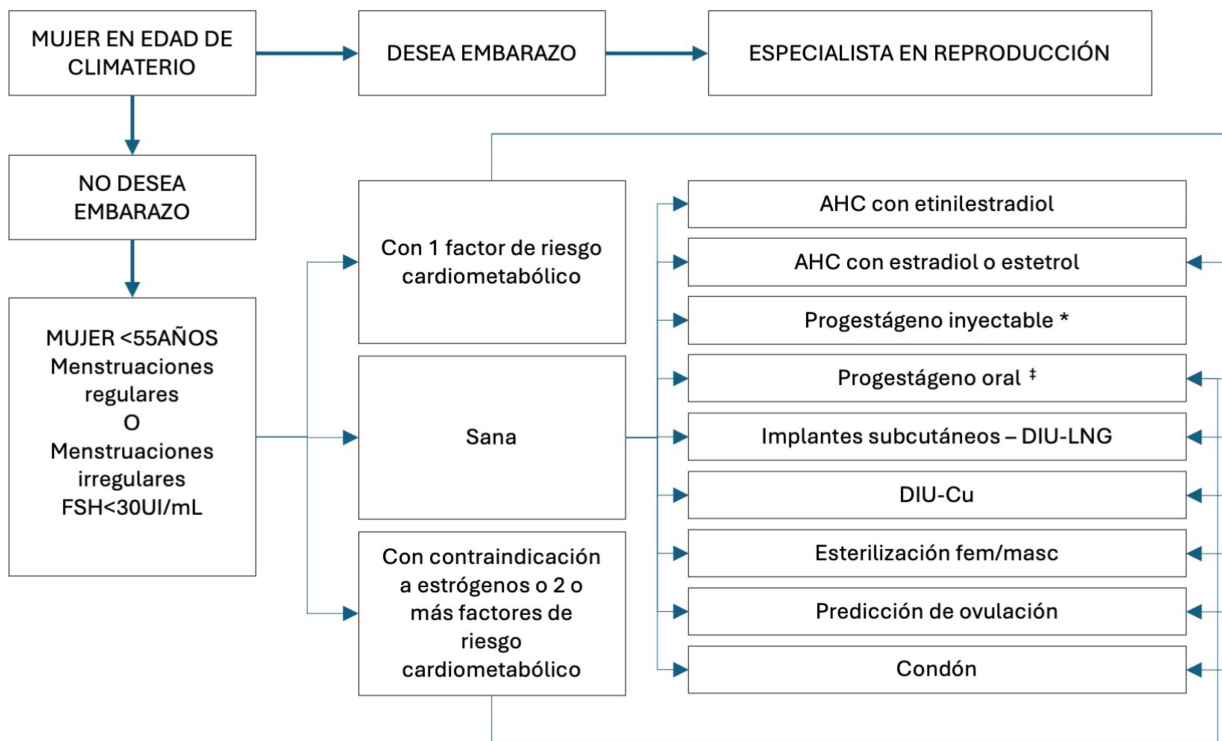 MUJER EN EDAD DE
CLIMATERIO
DESEA EMBARAZO
ESPECIALISTA EN REPRODUCCIÓN
NO DESEA
EMBARAZO
MUJER <55AÑOS
Menstruaciones
regulares
O
Menstruaciones
irregulares
FSH<30UI/mL
Con 1 factor de riesgo
cardiometabólico
Sana
Con contraindicación
a estrógenos o 2 o
más factores de
riesgo
cardiometabólico
AHC con etinilestradiol
AHC con estradiol o estetrol
Progestágeno inyectable *
Progestágeno oral ‡
Implantes subcutáneos – DIU-LNG
DIU-Cu
Esterilización fem/masc
Predicción de ovulación
Condón